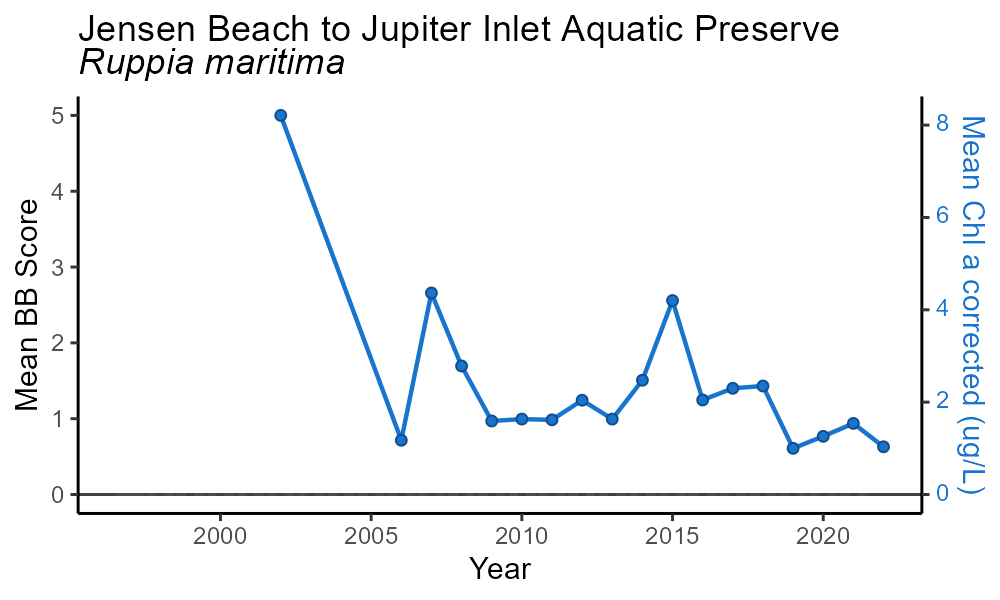 Jensen Beach to Jupiter Inlet Aquatic Preserve
Ruppia maritima
5
4
3
2
1
0
Mean BB Score
8
6
4
2
0
Mean Chl a corrected (ug/L)
2000 2005 2010 2015 2020
Year